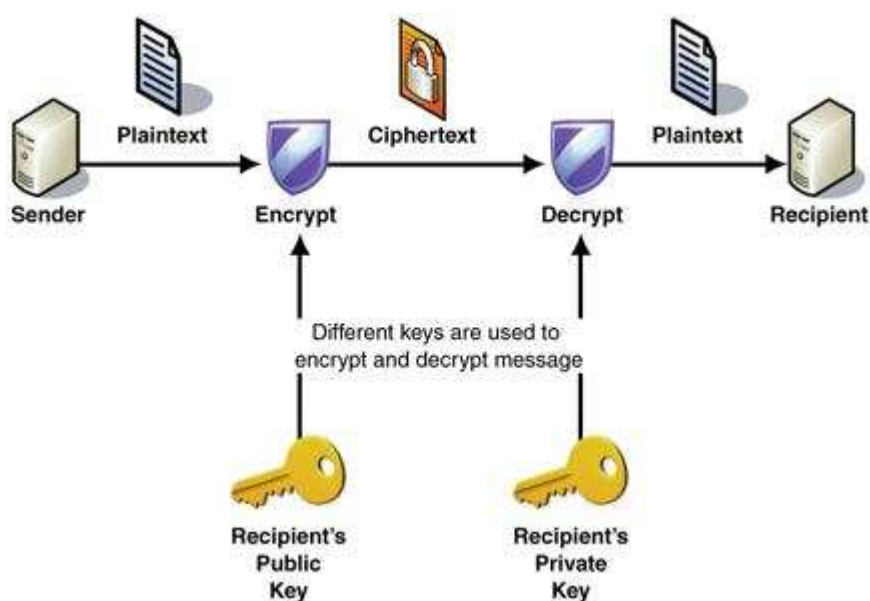 Plaintext
Ciphertext
Plaintext
Sender
Encrypt
Decrypt
Recipient
Different keys are used to
encrypt and decrypt message
Recipient's
Public
Key
Recipient's
Private
Key